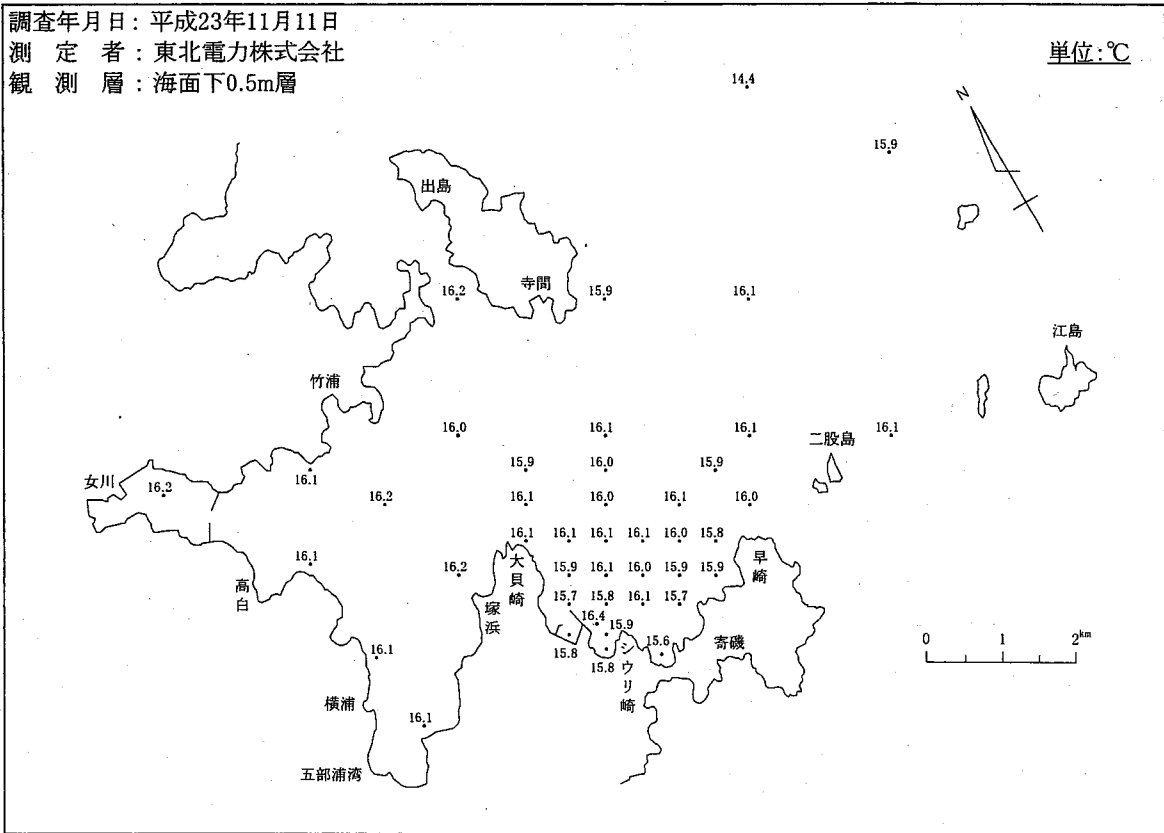 調査年月日：平成23年11月11日
測定者：東北電力株式会社
観測層：海面下0.5m層
単位:℃
14.4
N
15.9
出島
寺間
16.2
15.9
16.1
江島
竹浦
16.0
16.1
16.1
16.1
二股島
15.9
16.0
15.9
16.1
女川
16.2
16.2
16.1
16.0
16.1
16.0
16.1
16.1
16.1
16.1
16.0
15.8
16.1
16.2
15.9
16.1
16.0
15.9
15.9
大貝崎
早崎
高白
塚浜
15.7
15.8
16.1
15.7
16.4
15.9
15.8
15.8
15.6
シウリ崎
寄磯
0 1 2km
16.1
横浦
16.1
五部浦湾